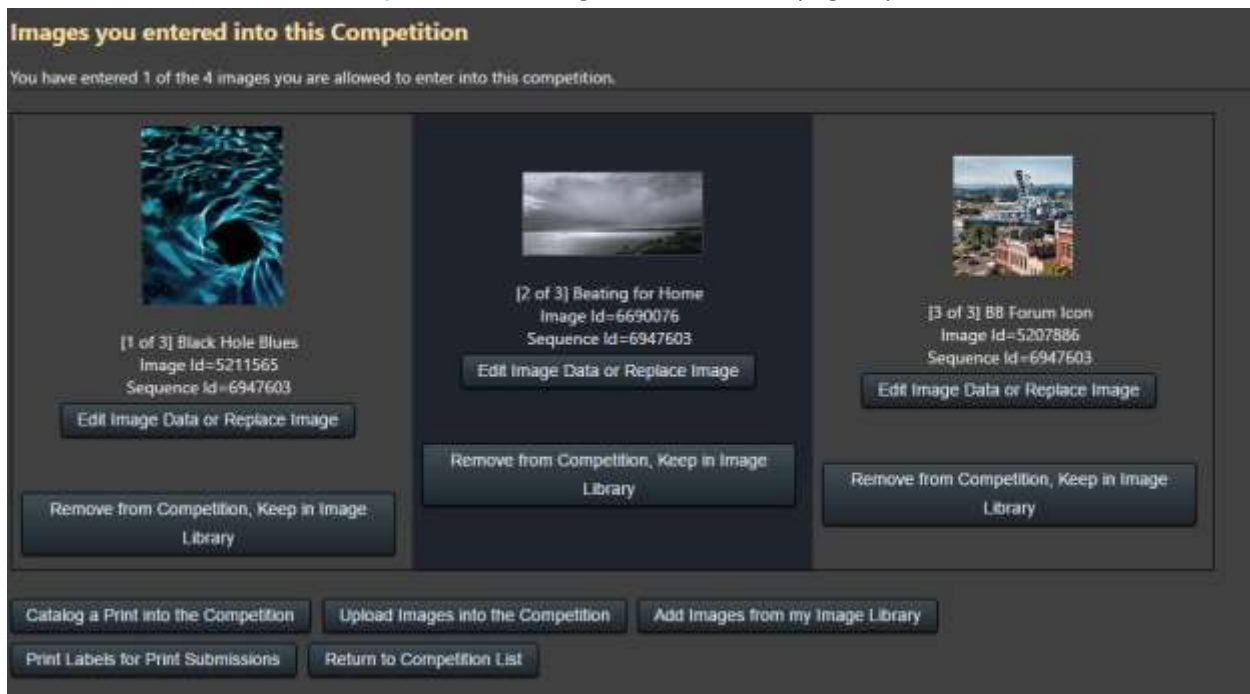 Images you entered into this Competition
You have entered 1 of the 4 images you are allowed to enter into this competition.
[1 of 3] Black Hole Blues
Image Id=5211565
Sequence Id=6947603
Edit Image Data or Replace Image
Remove from Competition, Keep in Image
Library
[2 of 3] Beating for Home
Image Id=6690076
Sequence Id=6947603
Edit Image Data or Replace Image
Remove from Competition, Keep in Image
Library
[3 of 3] BB Forum Icon
Image Id=5207886
Sequence Id=6947603
Edit Image Data or Replace Image
Remove from Competition, Keep in Image
Library
Catalog a Print into the Competition
Upload Images into the Competition
Add Images from my Image Library
Print Labels for Print Submissions
Return to Competition List